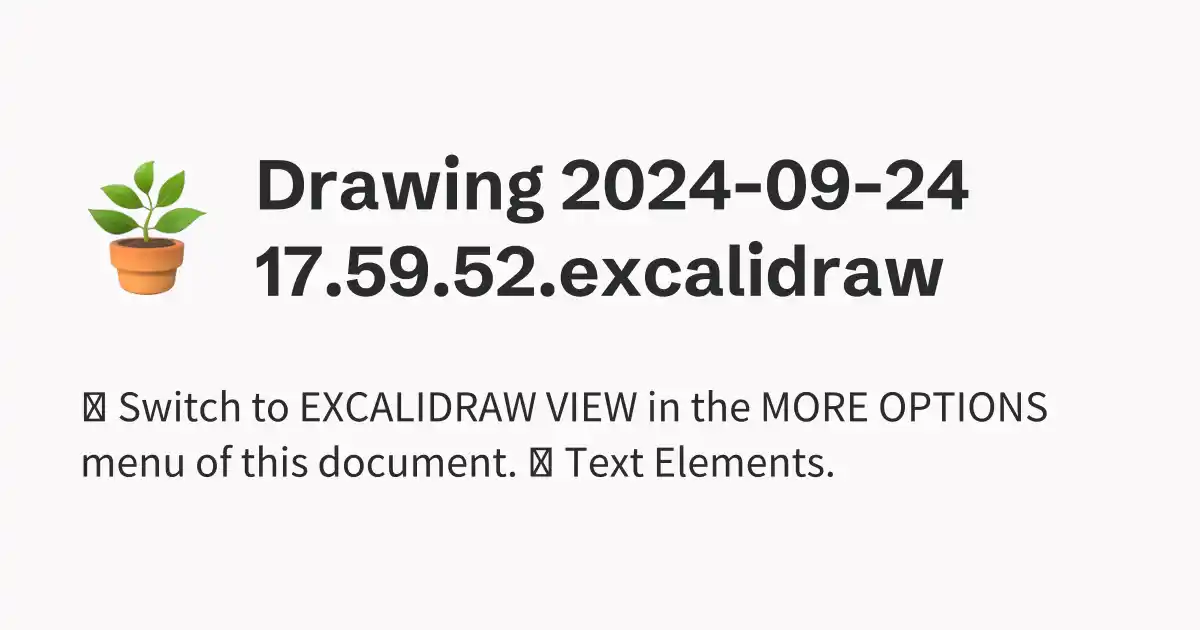 Drawing 2024-09-24
17.59.52.excalidraw
Switch to EXCALIDRAW VIEW in the MORE OPTIONS
menu of this document. Text Elements.